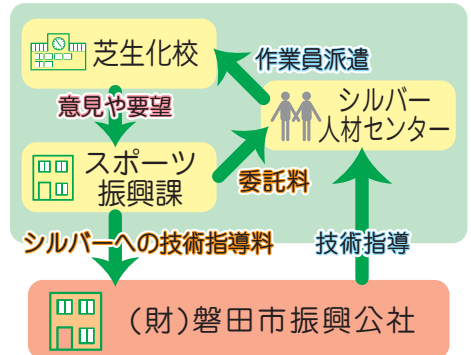 芝生化校
作業員派遣
意見や要望
シルバー
人材センター
スポーツ
振興課
委託料
シルバーへの技術指導料
技術指導
(財)磐田市振興公社